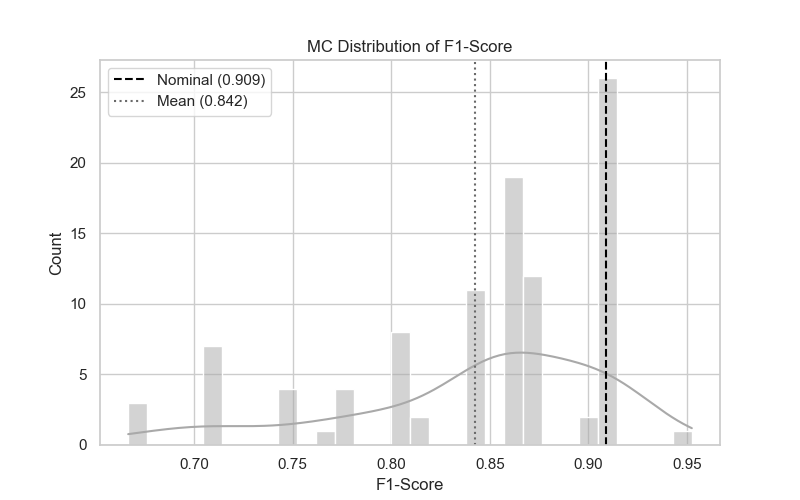 MC Distribution of F1-Score
Nominal (0.909)
Mean (0.842)
25
20
15
10
5
0
Count
0.70 0.75 0.80 0.85 0.90 0.95
F1-Score